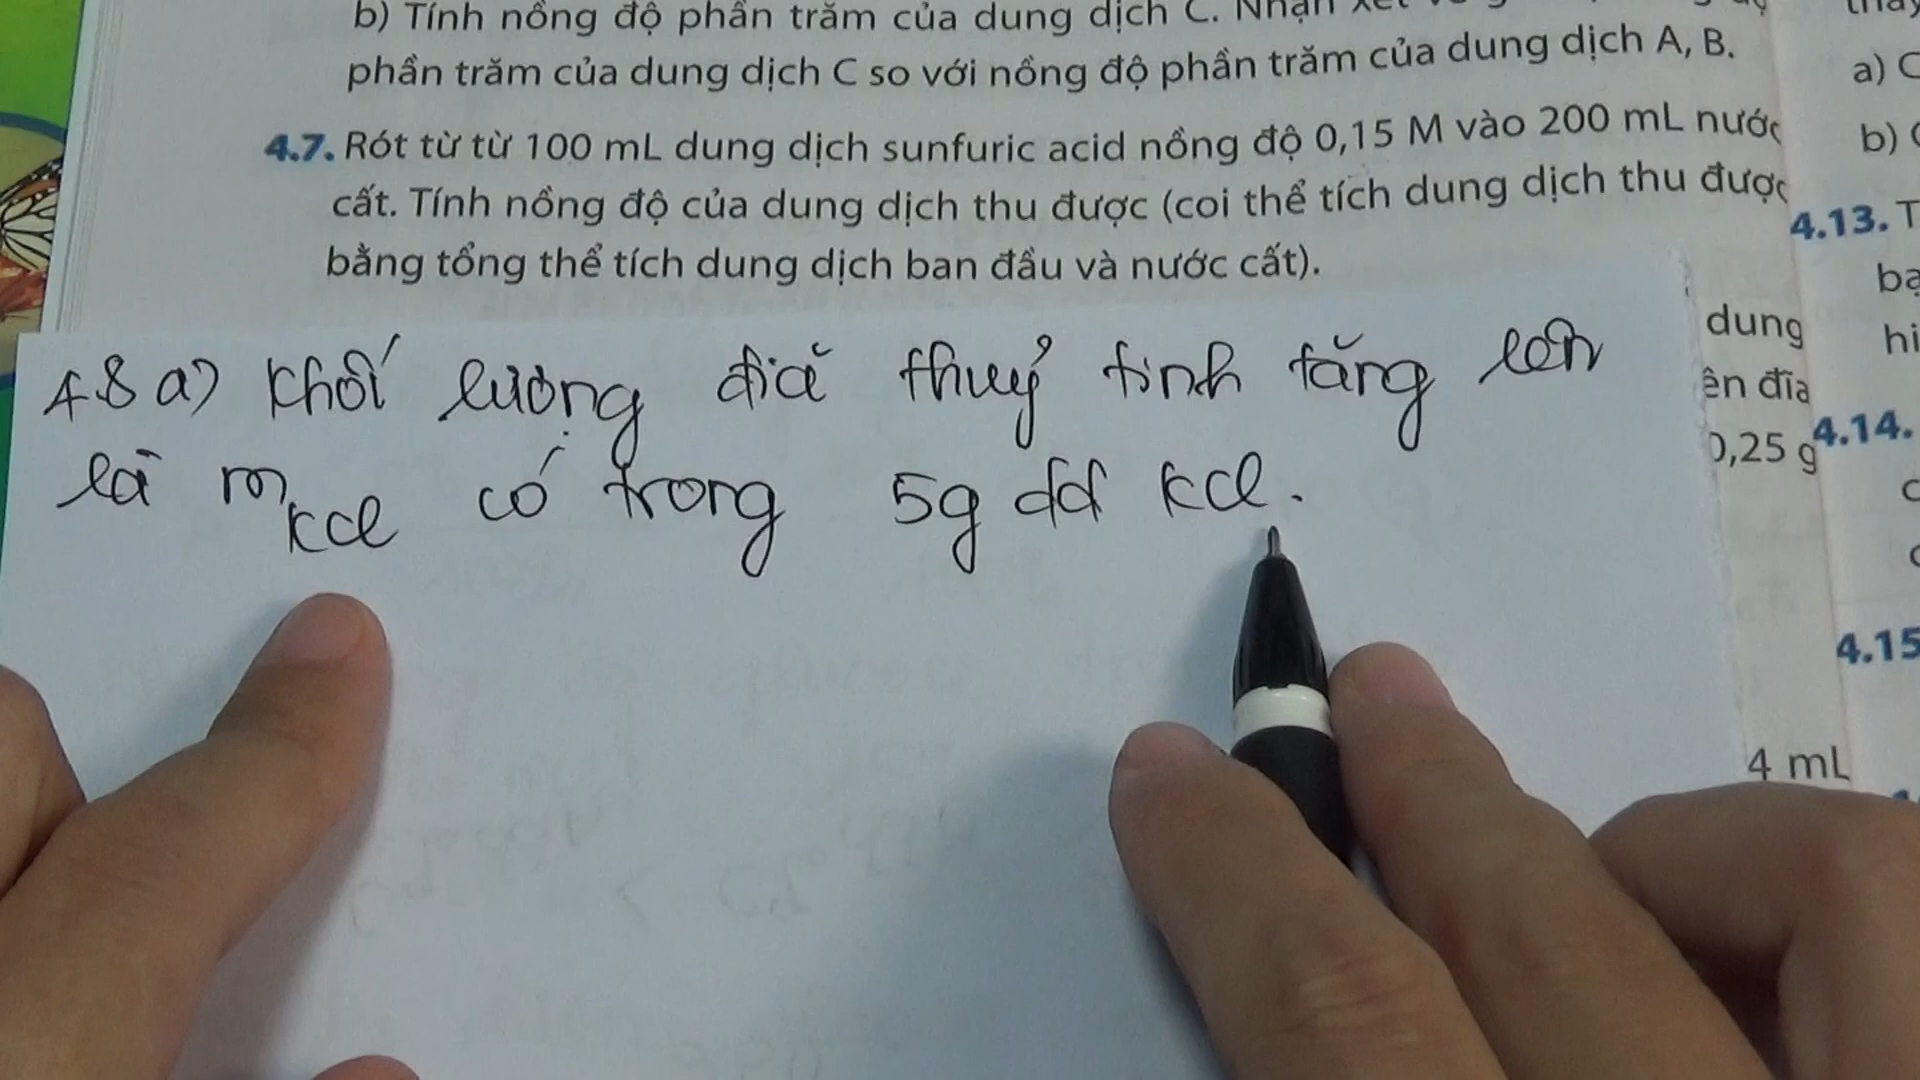 b) Tính nồng độ phần trăm của dung dịch C. Nhận
phần trăm của dung dịch C so với nồng độ phần trăm của dung dịch A, B.
4.7. Rót từ từ 100 mL dung dịch sunfuric acid nồng độ 0,15 M vào 200 mL nước
cất. Tính nồng độ của dung dịch thu được (coi thể tích dung dịch thu được
bằng tổng thể tích dung dịch ban đầu và nước cất).
4.8 a) Khối lượng đĩa thuỷ tinh tăng lên
là m KCl có trong 5g dd KCl.
dung
ên đĩa
0,25 g
4 mL
a) C
b)
4.13. T
bạ
hi
4.14.
4.15